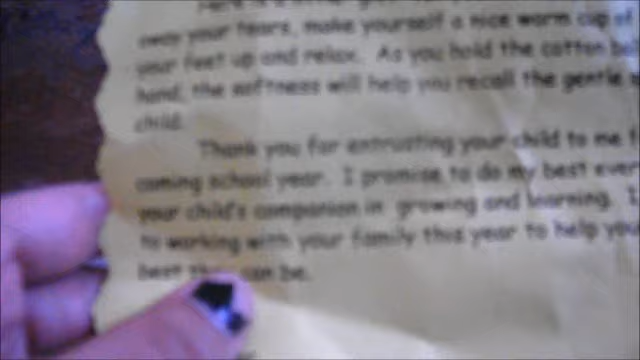 away your tears, make yourself a nice warm cup of
your feet up and relax. As you hold the cotton
hand, the softness will help you recall the gentle
child.
Thank you for entrusting your child to me
coming school year. I promise to do my best
your child's companion in growing and learning. I
to working with your family this year to help
best can be.